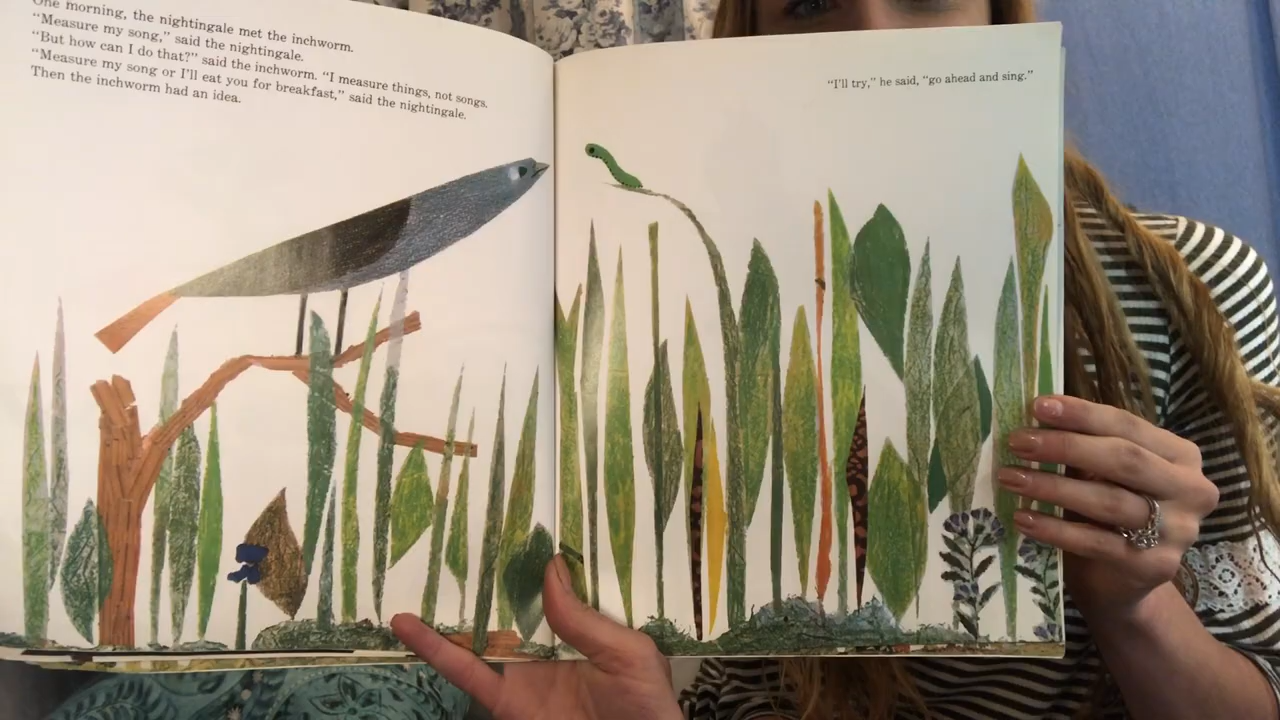 One morning, the nightingale met the inchworm.
“Measure my song,” said the nightingale.
“But how can I do that?” said the inchworm. “I measure things, not songs.
“Measure my song or I’ll eat you for breakfast,” said the nightingale.
Then the inchworm had an idea.
“I’ll try,” he said, “go ahead and sing.”